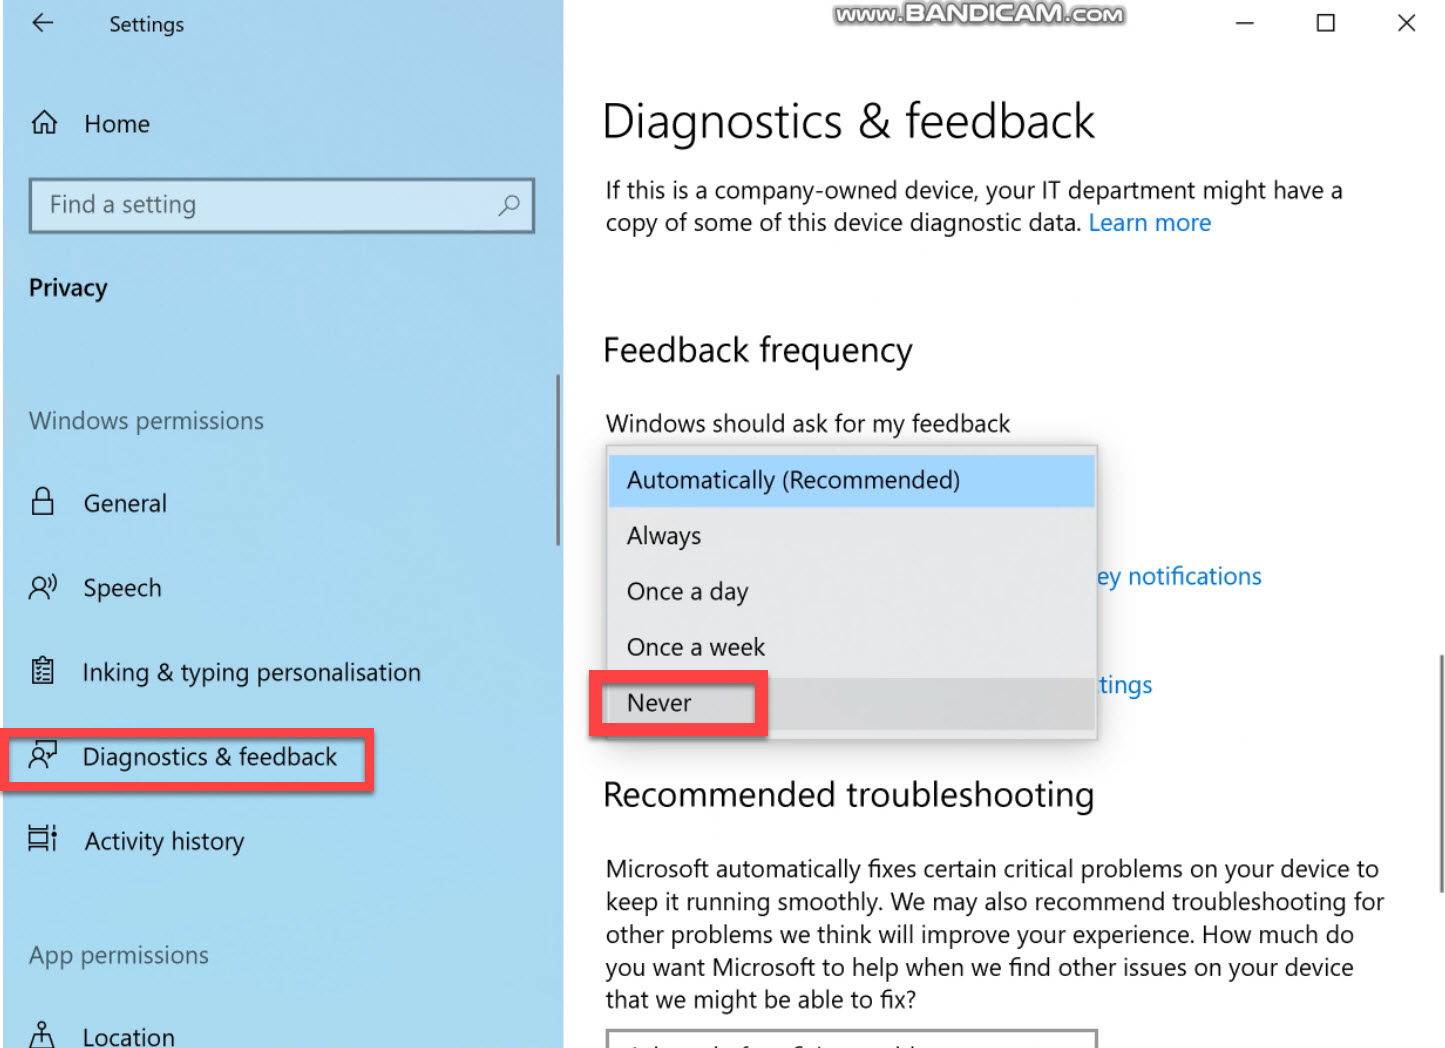 Settings
www.BANDICAM.com
Home
Find a setting
Privacy
Windows permissions
General
Speech
Inking & typing personalisation
Diagnostics & feedback
Activity history
App permissions
Location
Diagnostics & feedback
If this is a company-owned device, your IT department might have a
copy of some of this device diagnostic data. Learn more
Feedback frequency
Windows should ask for my feedback
Automatically (Recommended)
Always
ey notifications
Once a day
Once a week
tings
Never
Recommended troubleshooting
Microsoft automatically fixes certain critical problems on your device to
keep it running smoothly. We may also recommend troubleshooting for
other problems we think will improve your experience. How much do
you want Microsoft to help when we find other issues on your device
that we might be able to fix?